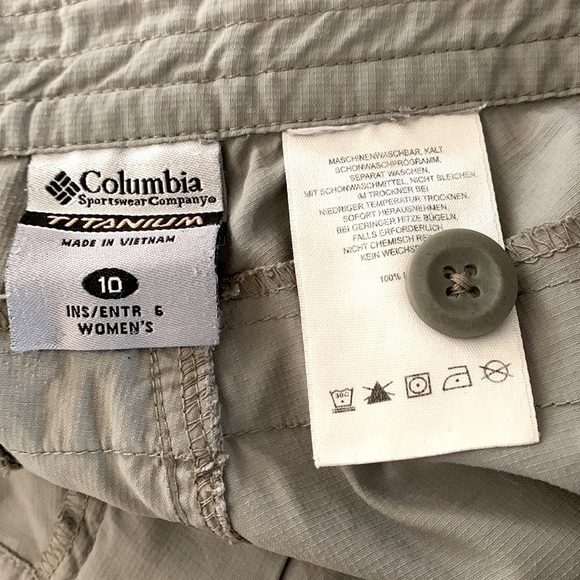 Columbia
Sportswear Company®
TITANIUM
MADE IN VIETNAM
10
INS/ENTR 6
WOMEN'S
MASCHINENWASCHBAR, KALT,
SCHONWASCHPROGRAMM,
SEPARAT WASCHEN,
MIT SCHONWASCHMITTEL, NICHT BLEICHEN,
IM TROCKNER BEI
NIEDRIGER TEMPERATUR TROCKNEN,
SOFORT HERAUSNEHMEN,
BEI GERINGER HITZE BÜGELN,
FALLS ERFORDERLICH
NICHT CHEMISCH
KEIN
100%
30C